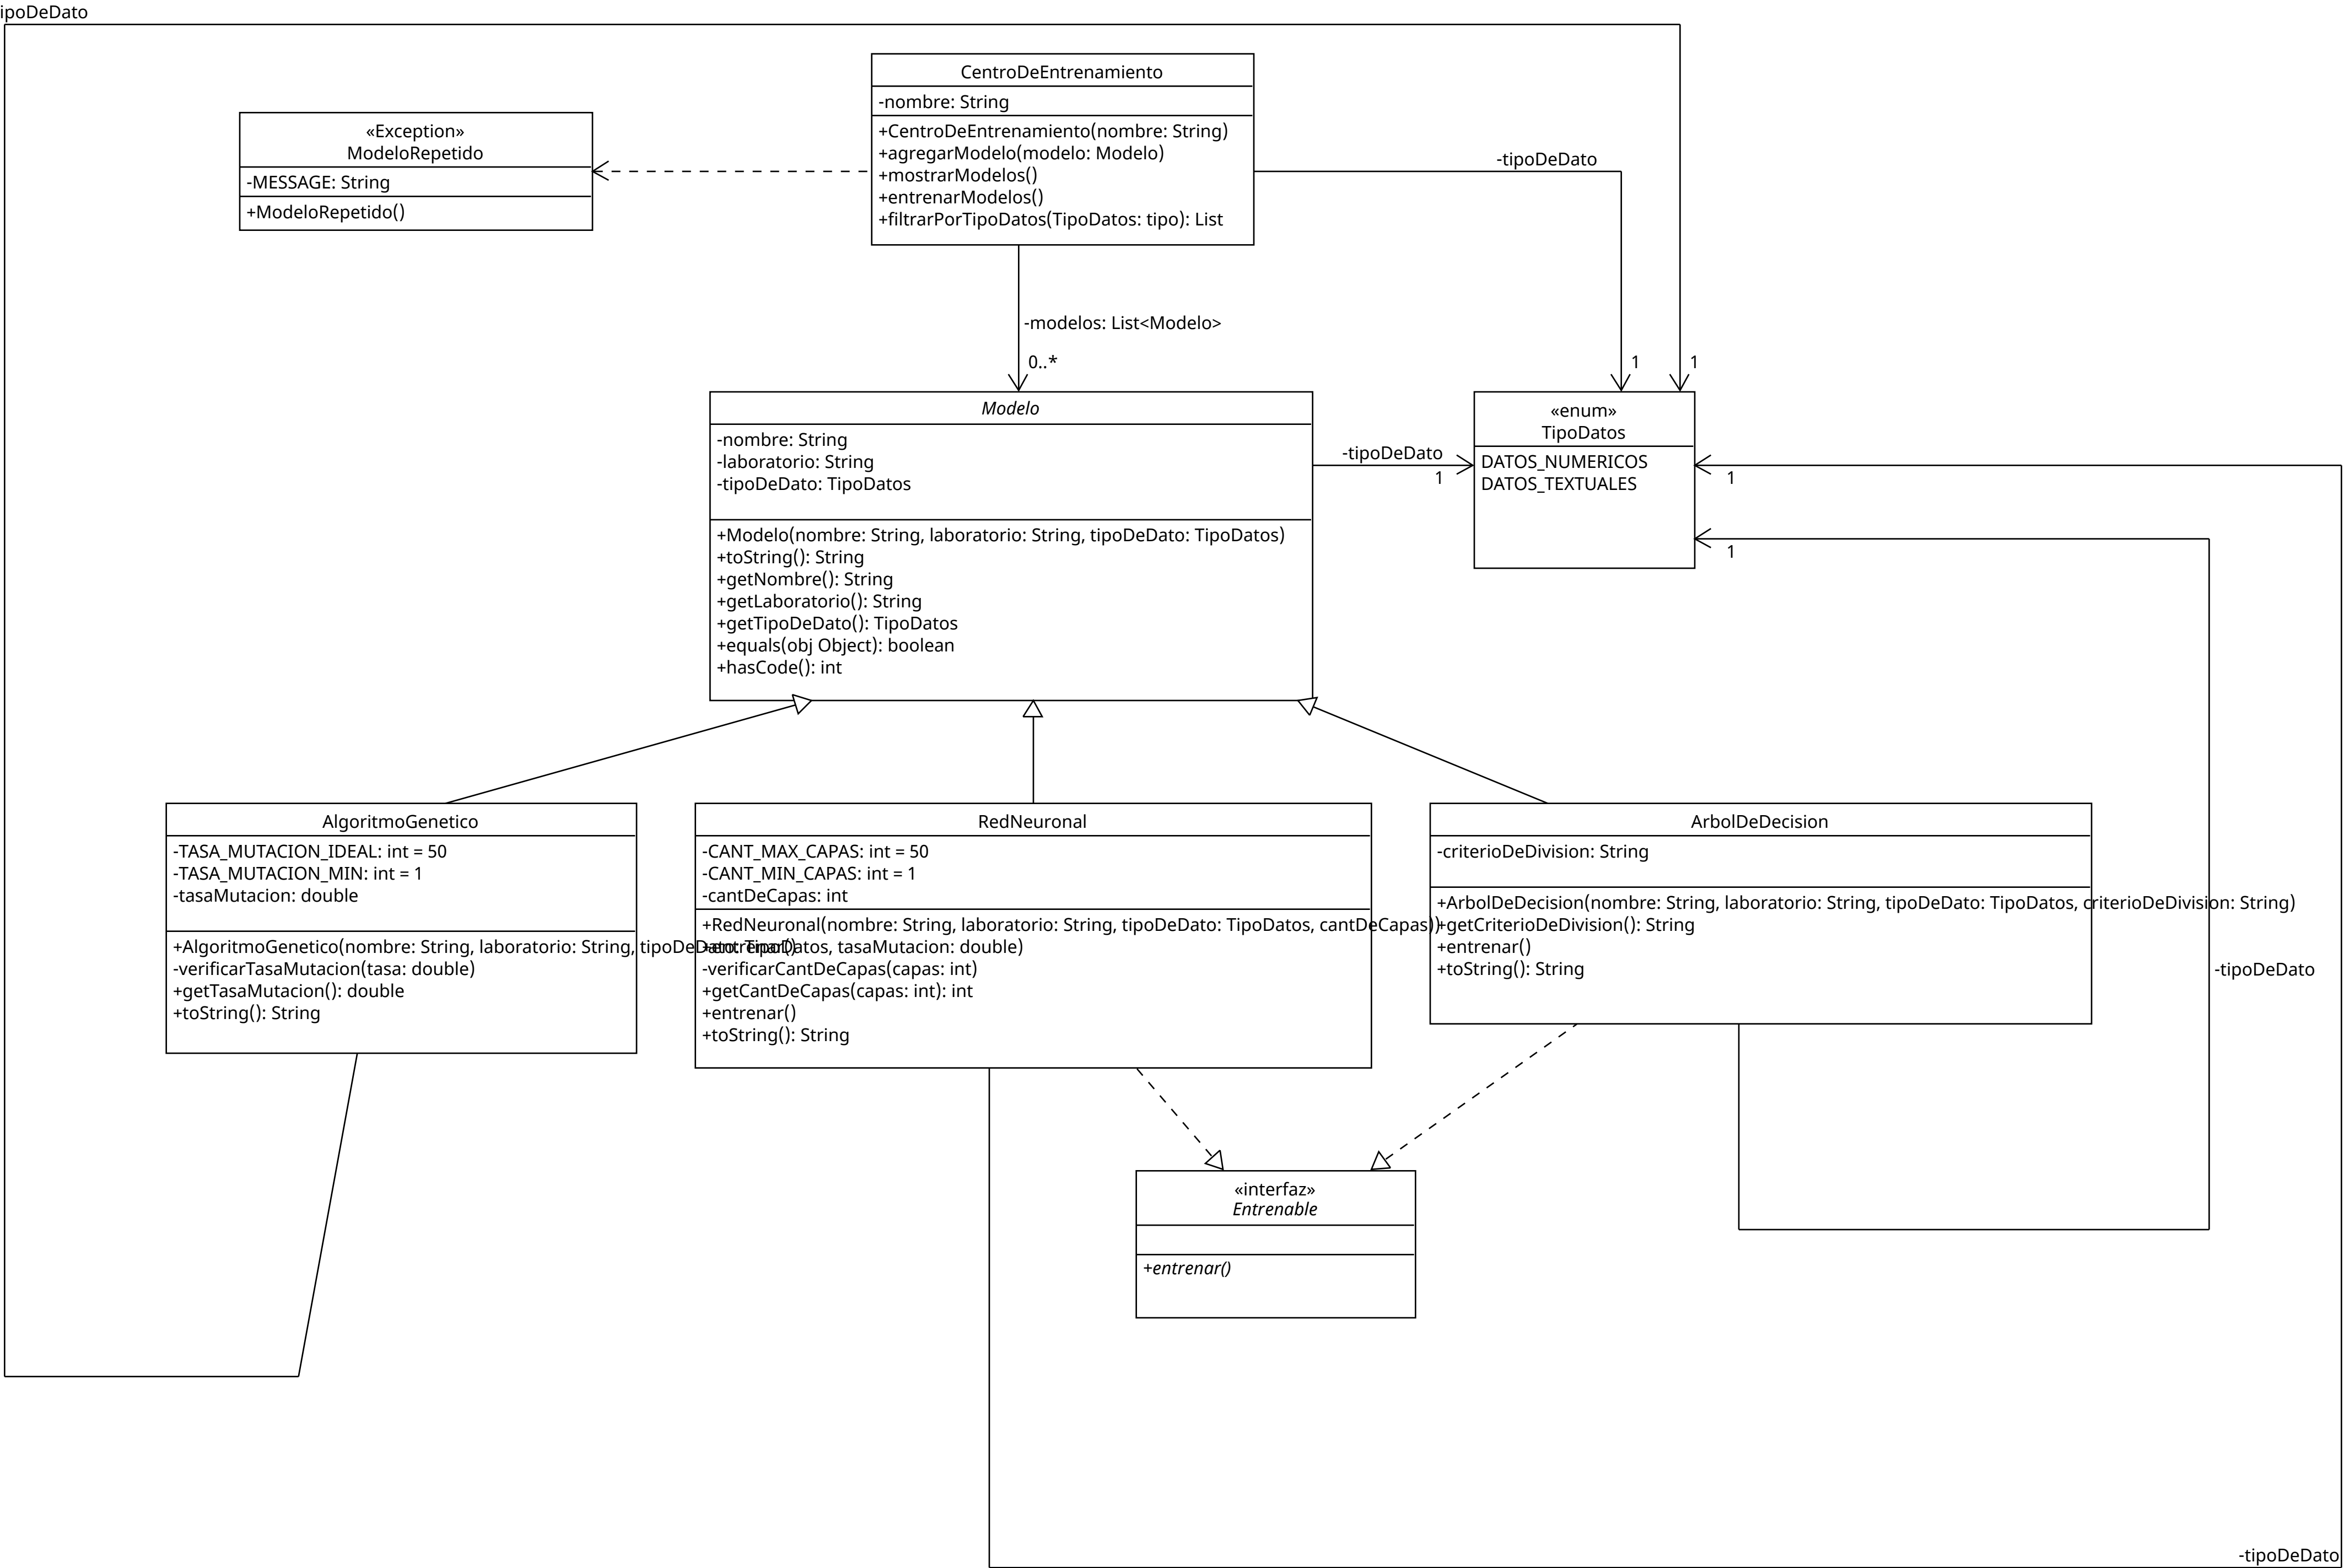 ipoDeDato
CentroDeEntrenamiento
-nombre: String
+CentroDeEntrenamiento(nombre: String)
+agregarModelo(modelo: Modelo)
+mostrarModelos()
+entrenarModelos()
+filtrarPorTipoDatos(TipoDatos: tipo): List
«Exception»
ModeloRepetido
-MESSAGE: String
+ModeloRepetido()
-tipoDeDato
1
1
-modelos: List<Modelo>
0..*
Modelo
-nombre: String
-laboratorio: String
-tipoDeDato: TipoDatos
+Modelo(nombre: String, laboratorio: String, tipoDeDato: TipoDatos)
+toString(): String
+getNombre(): String
+getLaboratorio(): String
+getTipoDeDato(): TipoDatos
+equals(obj Object): boolean
+hasCode(): int
-tipoDeDato
1
«enum»
TipoDatos
DATOS_NUMERICOS
DATOS_TEXTUALES
1
1
AlgoritmoGenetico
-TASA_MUTACION_IDEAL: int = 50
-TASA_MUTACION_MIN: int = 1
-tasaMutacion: double
+AlgoritmoGenetico(nombre: String, laboratorio: String, tipoDeDato: TipoDatos, tasaMutacion: double)
-verificarTasaMutacion(tasa: double)
+getTasaMutacion(): double
+toString(): String
RedNeuronal
-CANT_MAX_CAPAS: int = 50
-CANT_MIN_CAPAS: int = 1
-cantDeCapas: int
+RedNeuronal(nombre: String, laboratorio: String, tipoDeDato: TipoDatos, cantDeCapas))
+entrenar()
-verificarCantDeCapas(capas: int)
+getCantDeCapas(capas: int): int
+entrenar()
+toString(): String
ArbolDeDecision
-criterioDeDivision: String
+ArbolDeDecision(nombre: String, laboratorio: String, tipoDeDato: TipoDatos, criterioDeDivision: String)
+getCriterioDeDivision(): String
+entrenar()
+toString(): String
-tipoDeDato
«interfaz»
Entrenable
+entrenar()
-tipoDeDato